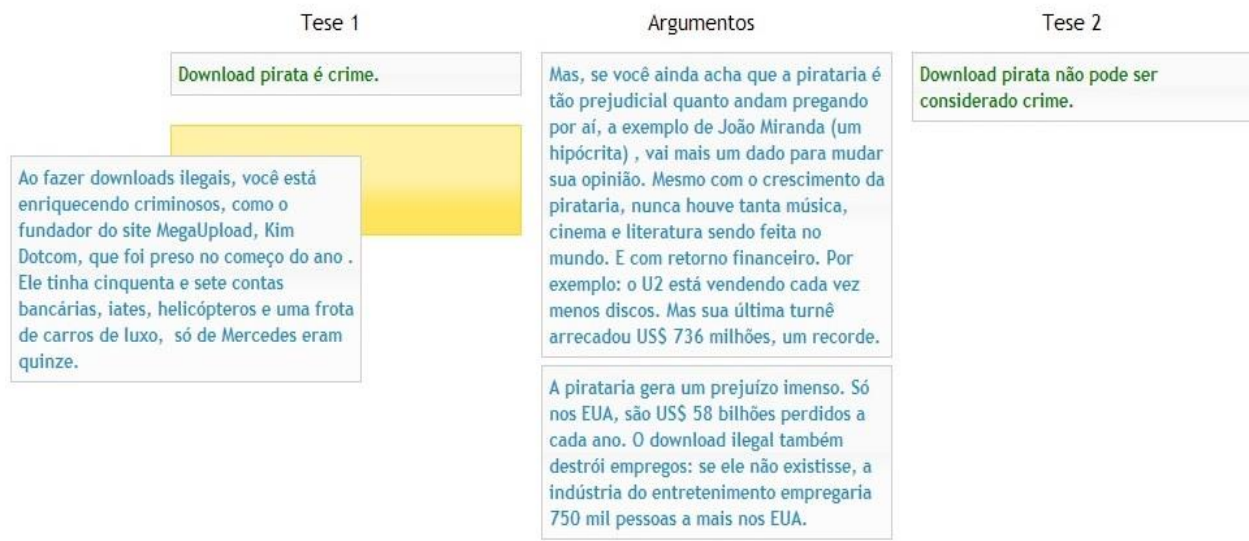 Tese 1
Download pirata é crime.
Ao fazer downloads ilegais, você está
enriquecendo criminosos, como o
fundador do site MegaUpload, Kim
Dotcom, que foi preso no começo do ano .
Ele tinha cinquenta e sete contas
bancárias, iates, helicópteros e uma frota
de carros de luxo,  só de Mercedes eram
quinze.
Argumentos
Mas, se você ainda acha que a pirataria é
tão prejudicial quanto andam pregando
por aí, a exemplo de João Miranda (um
hipócrita) , vai mais um dado para mudar
sua opinião. Mesmo com o crescimento da
pirataria, nunca houve tanta música,
cinema e literatura sendo feita no
mundo. E com retorno financeiro. Por
exemplo: o U2 está vendendo cada vez
menos discos. Mas sua última turnê
arrecadou US$ 736 milhões, um recorde.
A pirataria gera um prejuízo imenso. Só
nos EUA, são US$ 58 bilhões perdidos a
cada ano. O download ilegal também
destrói empregos: se ele não existisse, a
indústria do entretenimento empregaria
750 mil pessoas a mais nos EUA.
Tese 2
Download pirata não pode ser
considerado crime.